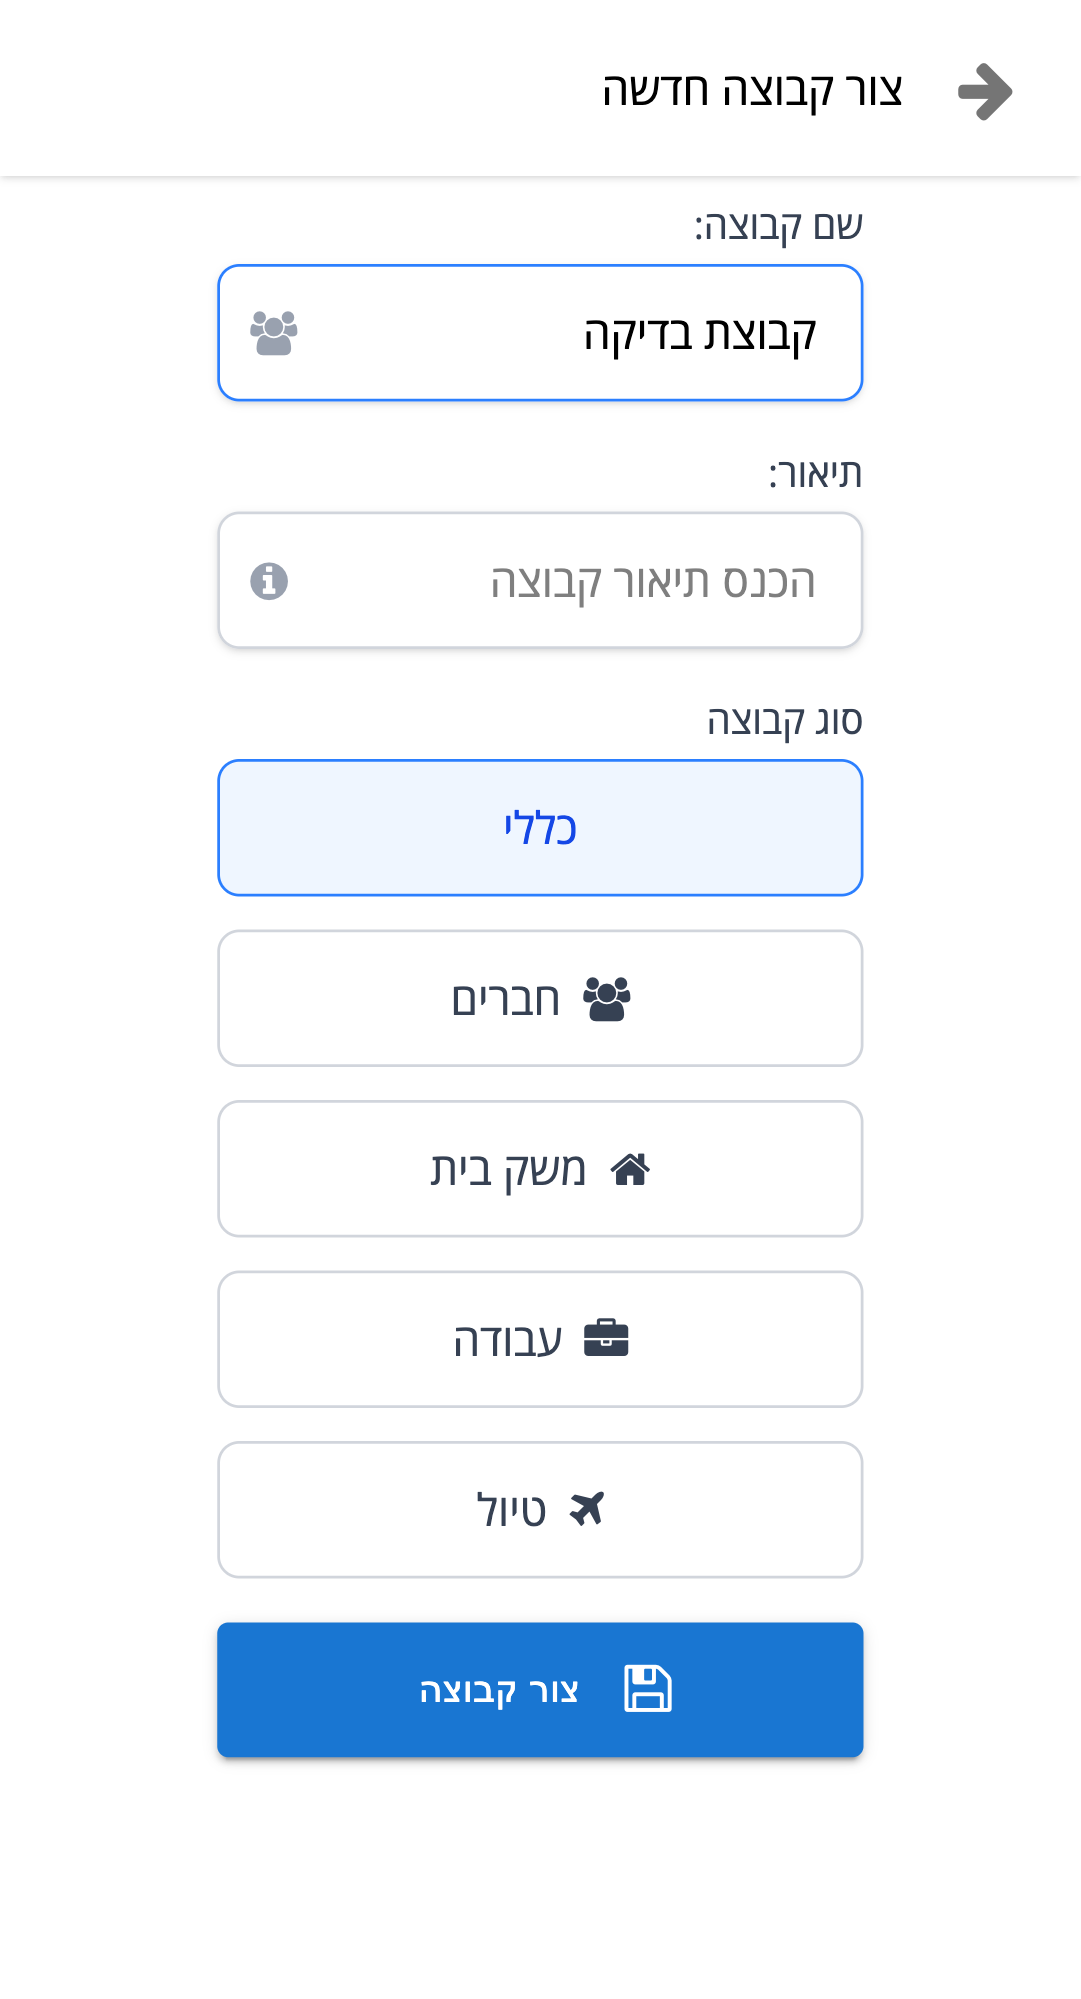 צור קבוצה חדשה
שם קבוצה:
קבוצת בדיקה
תיאור:
הכנס תיאור קבוצה
סוג קבוצה
כללי
חברים
משק בית
עבודה
טיול
צור קבוצה